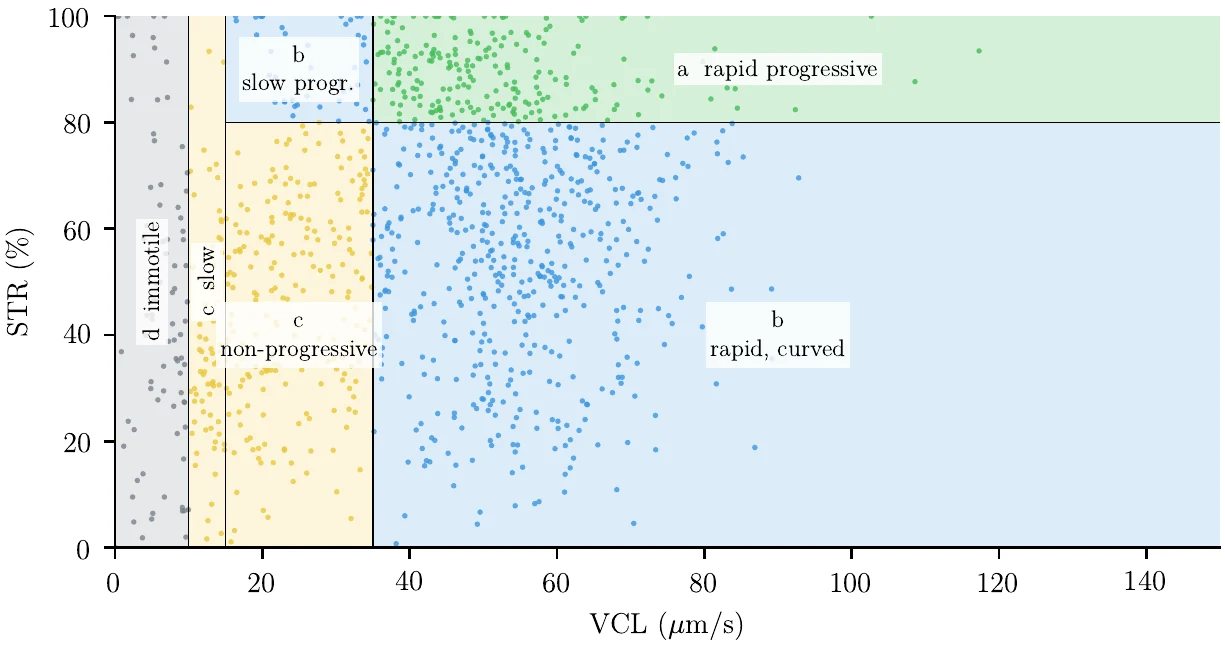 100
80
60
40
20
0
STR (%)
b
slow progr.
a rapid progressive
d immotile
c slow
c
non-progressive
b
rapid, curved
0 20 40 60 80 100 120 140
VCL (μm/s)